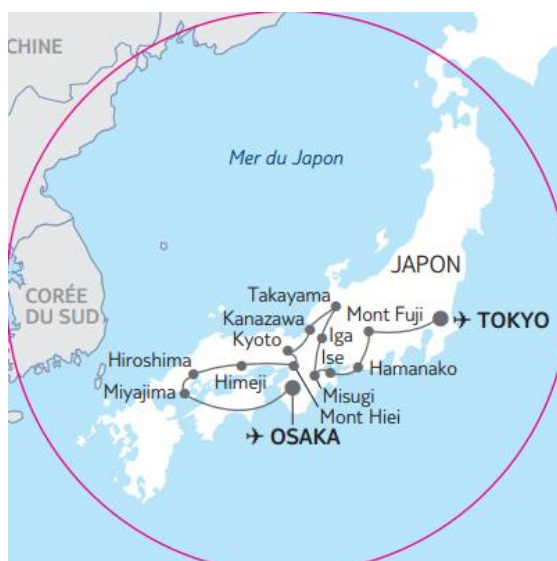 CHINE
Mer du Japon
CORÉE
DU SUD
JAPON
Takayama
Mont Fuji
TOKYO
Kanazawa
Iga
Kyoto
Ise
Hamanako
Hiroshima
Himeji
Misugi
Miyajima
Mont Hiei
OSAKA